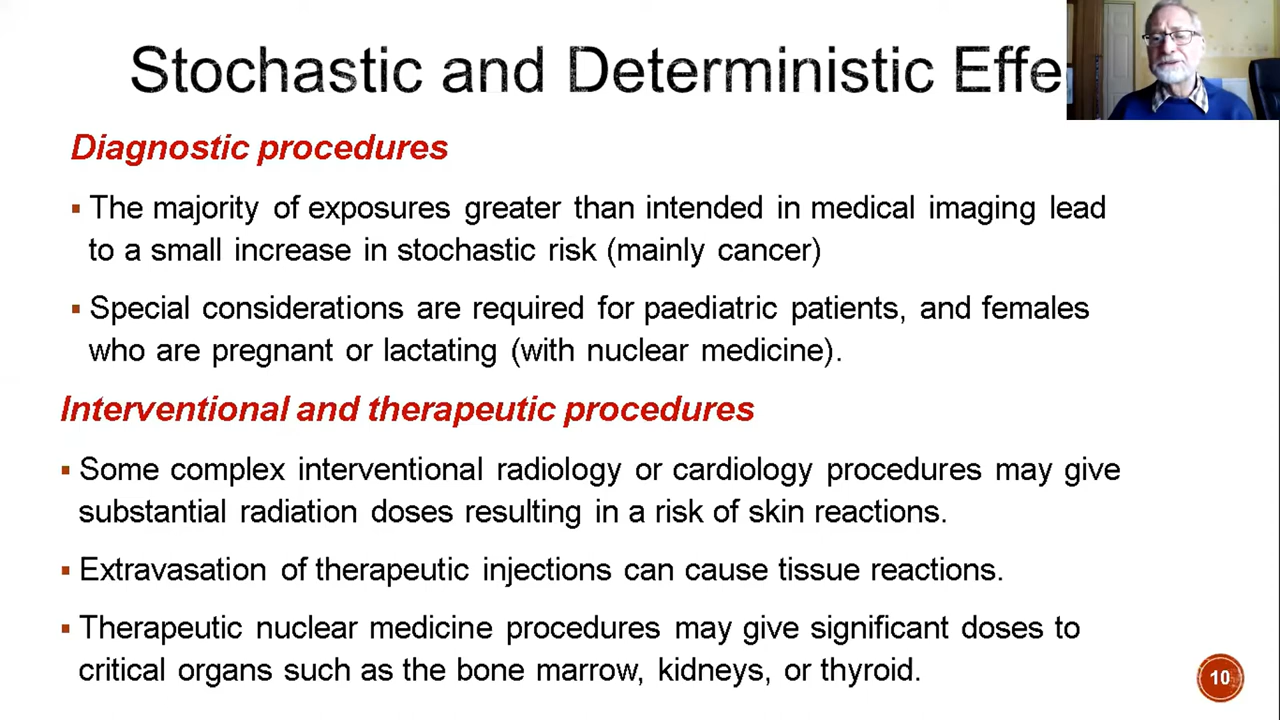 Stochastic and Deterministic Effe
Diagnostic procedures
▪ The majority of exposures greater than intended in medical imaging lead
to a small increase in stochastic risk (mainly cancer)
▪ Special considerations are required for paediatric patients, and females
who are pregnant or lactating (with nuclear medicine).
Interventional and therapeutic procedures
▪ Some complex interventional radiology or cardiology procedures may give
substantial radiation doses resulting in a risk of skin reactions.
▪ Extravasation of therapeutic injections can cause tissue reactions.
▪ Therapeutic nuclear medicine procedures may give significant doses to
critical organs such as the bone marrow, kidneys, or thyroid.
10